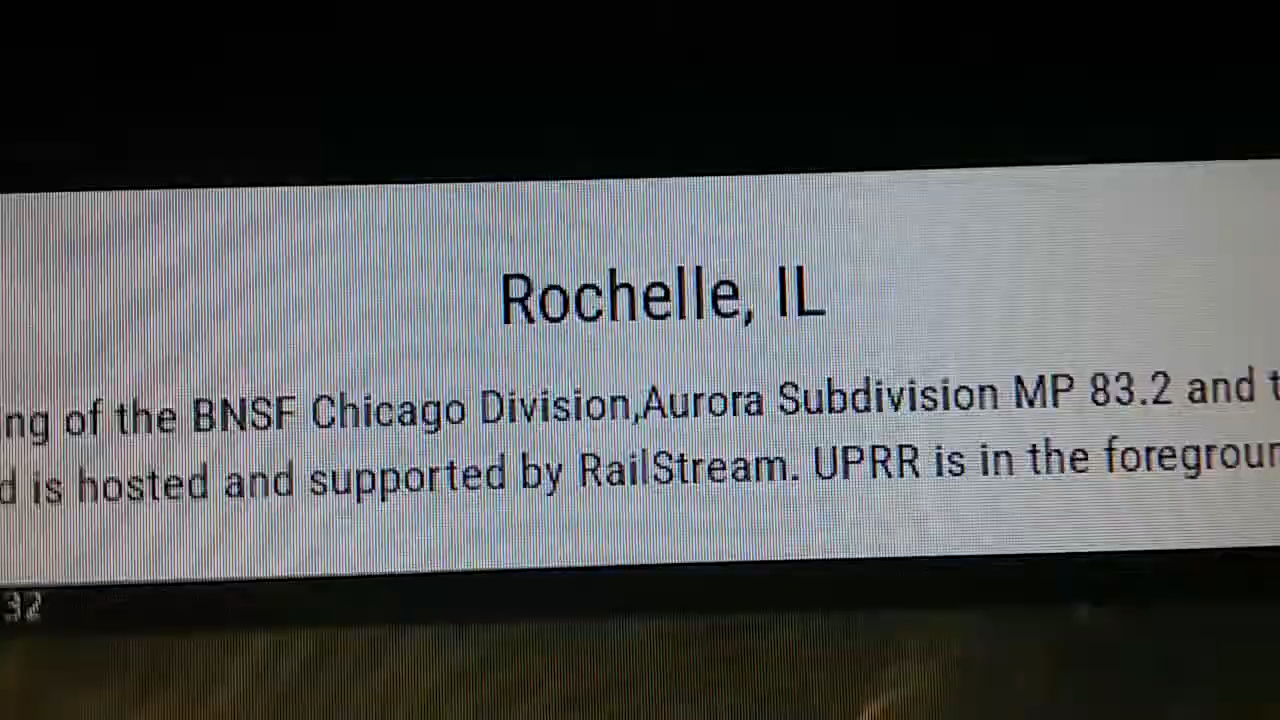 Rochelle, IL
ng of the BNSF Chicago Division,Aurora Subdivision MP 83.2 and t
d is hosted and supported by RailStream. UPRR is in the foregroun
32